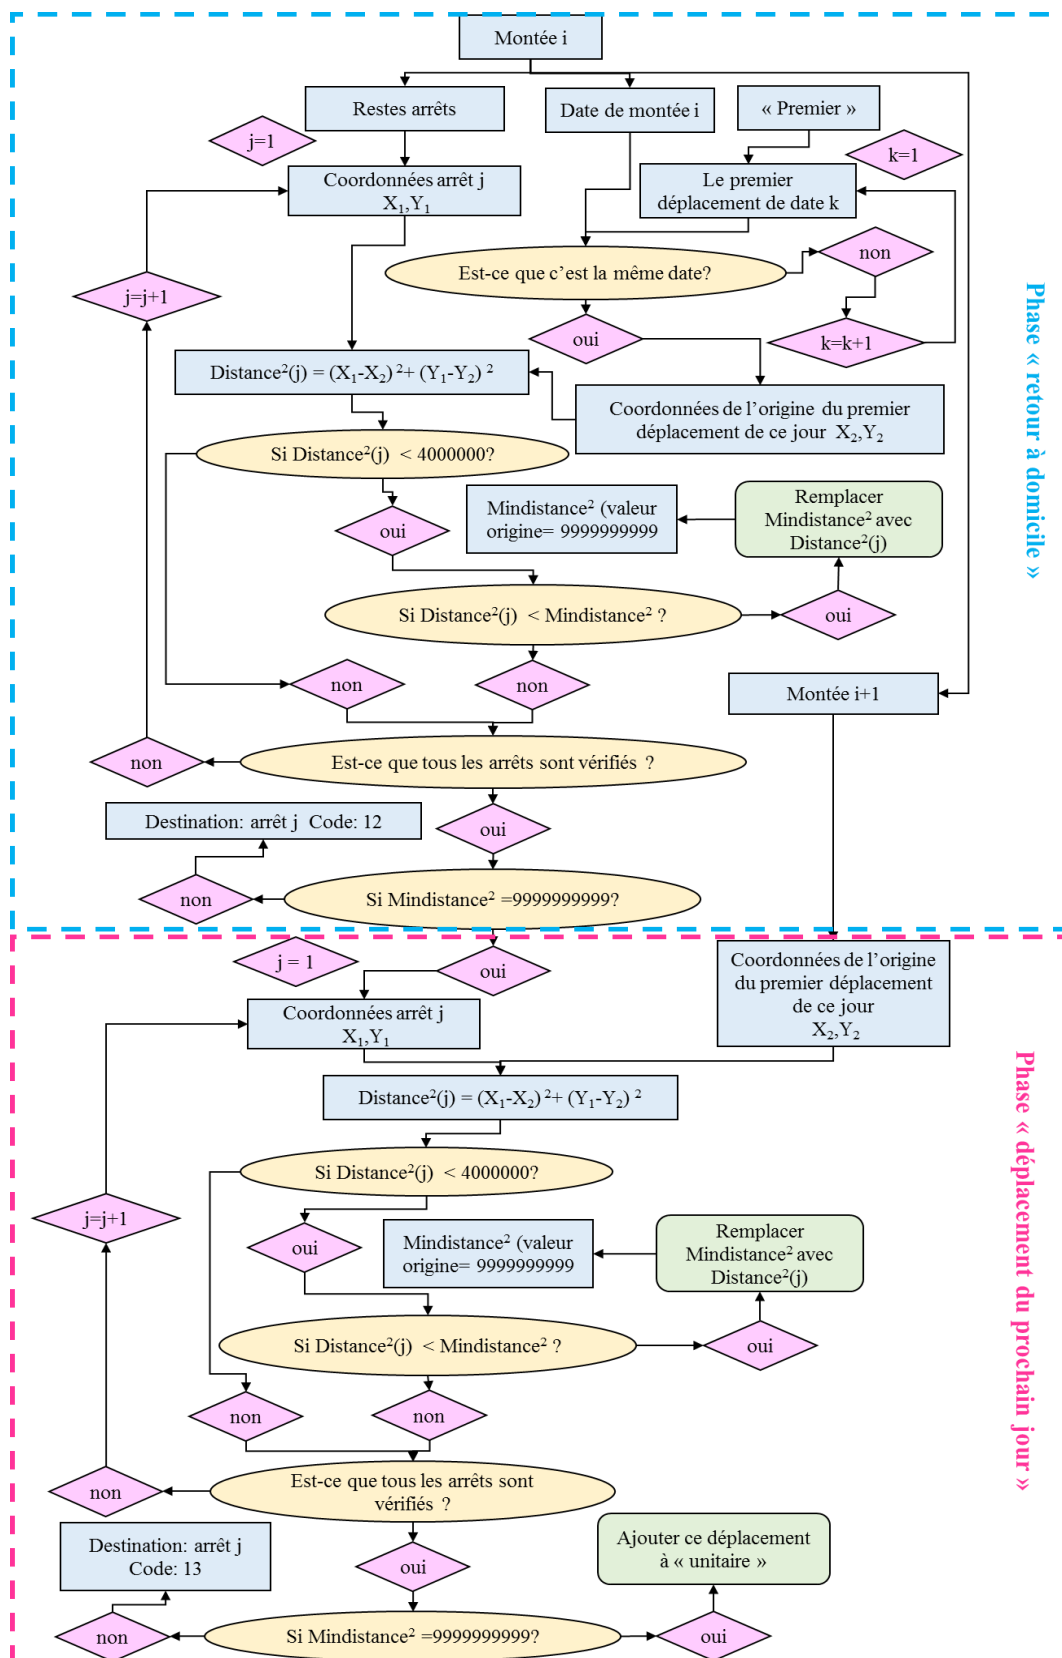 Montée i
Restes arrêts
Date de montée i
« Premier »
j=1
k=1
Coordonnées arrêt j
X₁,Y₁
Le premier
déplacement de date k
Est-ce que c’est la même date?
non
j=j+1
oui
k=k+1
Distance²(j) = (X₁-X₂) ²+ (Y₁-Y₂) ²
Coordonnées de l’origine du premier
déplacement de ce jour X₂,Y₂
Si Distance²(j) < 4000000?
oui
Mindistance² (valeur
origine= 9999999999
Remplacer
Mindistance² avec
Distance²(j)
Si Distance²(j) < Mindistance² ?
oui
non
non
Montée i+1
Est-ce que tous les arrêts sont vérifiés ?
non
Destination: arrêt j Code: 12
oui
non
Si Mindistance² =9999999999?
Phase « retour à domicile »
j = 1
oui
Coordonnées de l’origine
du premier déplacement
de ce jour
X₂,Y₂
Coordonnées arrêt j
X₁,Y₁
Distance²(j) = (X₁-X₂) ²+ (Y₁-Y₂) ²
Si Distance²(j) < 4000000?
j=j+1
oui
Mindistance² (valeur
origine= 9999999999
Remplacer
Mindistance² avec
Distance²(j)
Si Distance²(j) < Mindistance² ?
oui
non
non
Est-ce que tous les arrêts sont
vérifiés ?
non
Destination: arrêt j
Code: 13
oui
Ajouter ce déplacement
à « unitaire »
non
Si Mindistance² =9999999999?
oui
Phase « déplacement du prochain jour »